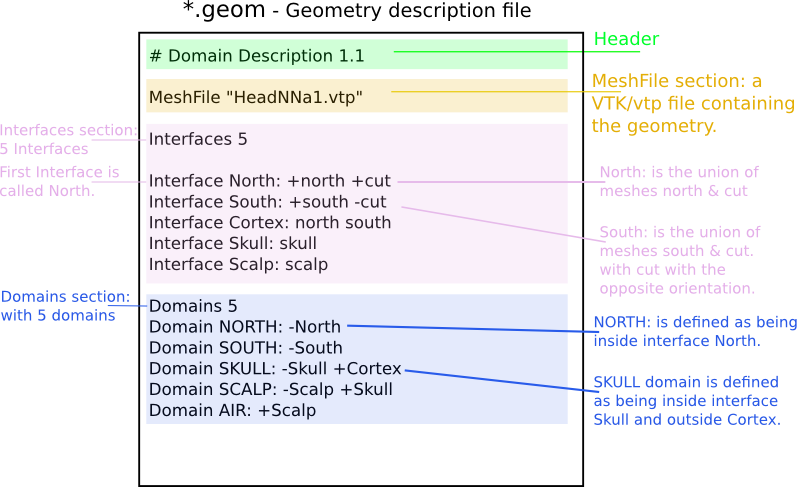 *.geom - Geometry description file
Header
# Domain Description 1.1
MeshFile section: a
VTK/vtp file containing
the geometry.
MeshFile "HeadNNa1.vtp"
Interfaces section:
5 Interfaces
First Interface is
called North.
Interfaces 5
Interface North: +north +cut
Interface South: +south -cut
Interface Cortex: north south
Interface Skull: skull
Interface Scalp: scalp
North: is the union of
meshes north & cut
South: is the union of
meshes south & cut.
with cut with the
opposite orientation.
Domains section:
with 5 domains
Domains 5
Domain NORTH: -North
Domain SOUTH: -South
Domain SKULL: -Skull +Cortex
Domain SCALP: -Scalp +Skull
Domain AIR: +Scalp
NORTH: is defined as being
inside interface North.
SKULL domain is defined
as being inside interface
Skull and outside Cortex.